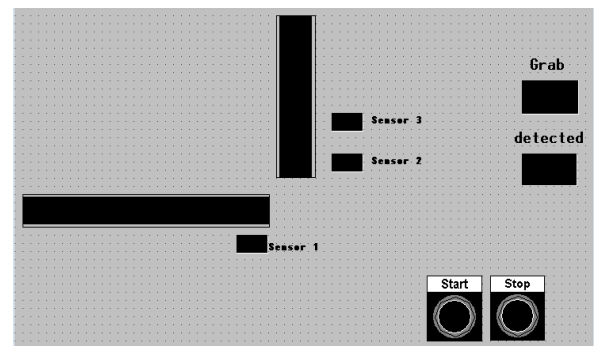 Grab
Sensor 3
detected
Sensor 2
Sensor 1
Start
Stop